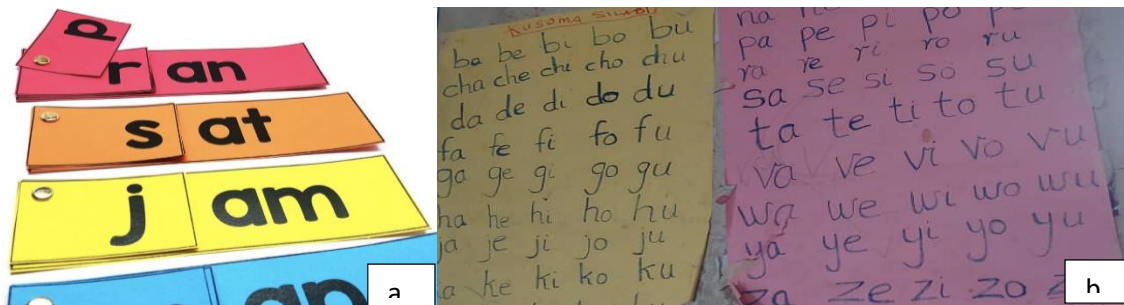 r an
s at
j am
a
KUSOMA SILABI
ba be bi bo bu
cha che chi cho chu
da de di do du
fa fe fi fo fu
ga ge gi go gu
ha he hi ho hu
ja je ji jo ju
ke ki ko ku
na
pa pe pi po
ra re ri ro ru
sa se si so su
ta te ti to tu
va ve vi vo vu
wa we wi wo wu
ya ye yi yo yu
za ze zi zo
b